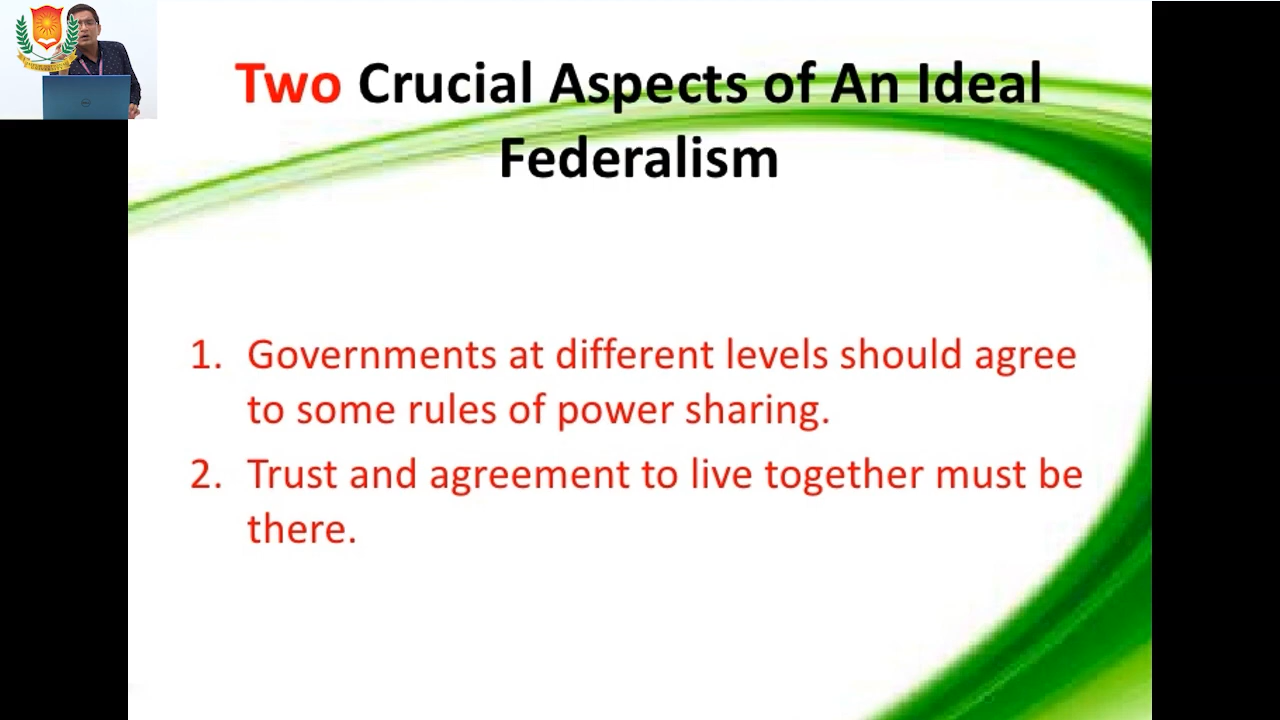 Two Crucial Aspects of An Ideal
Federalism
1. Governments at different levels should agree
to some rules of power sharing.
2. Trust and agreement to live together must be
there.